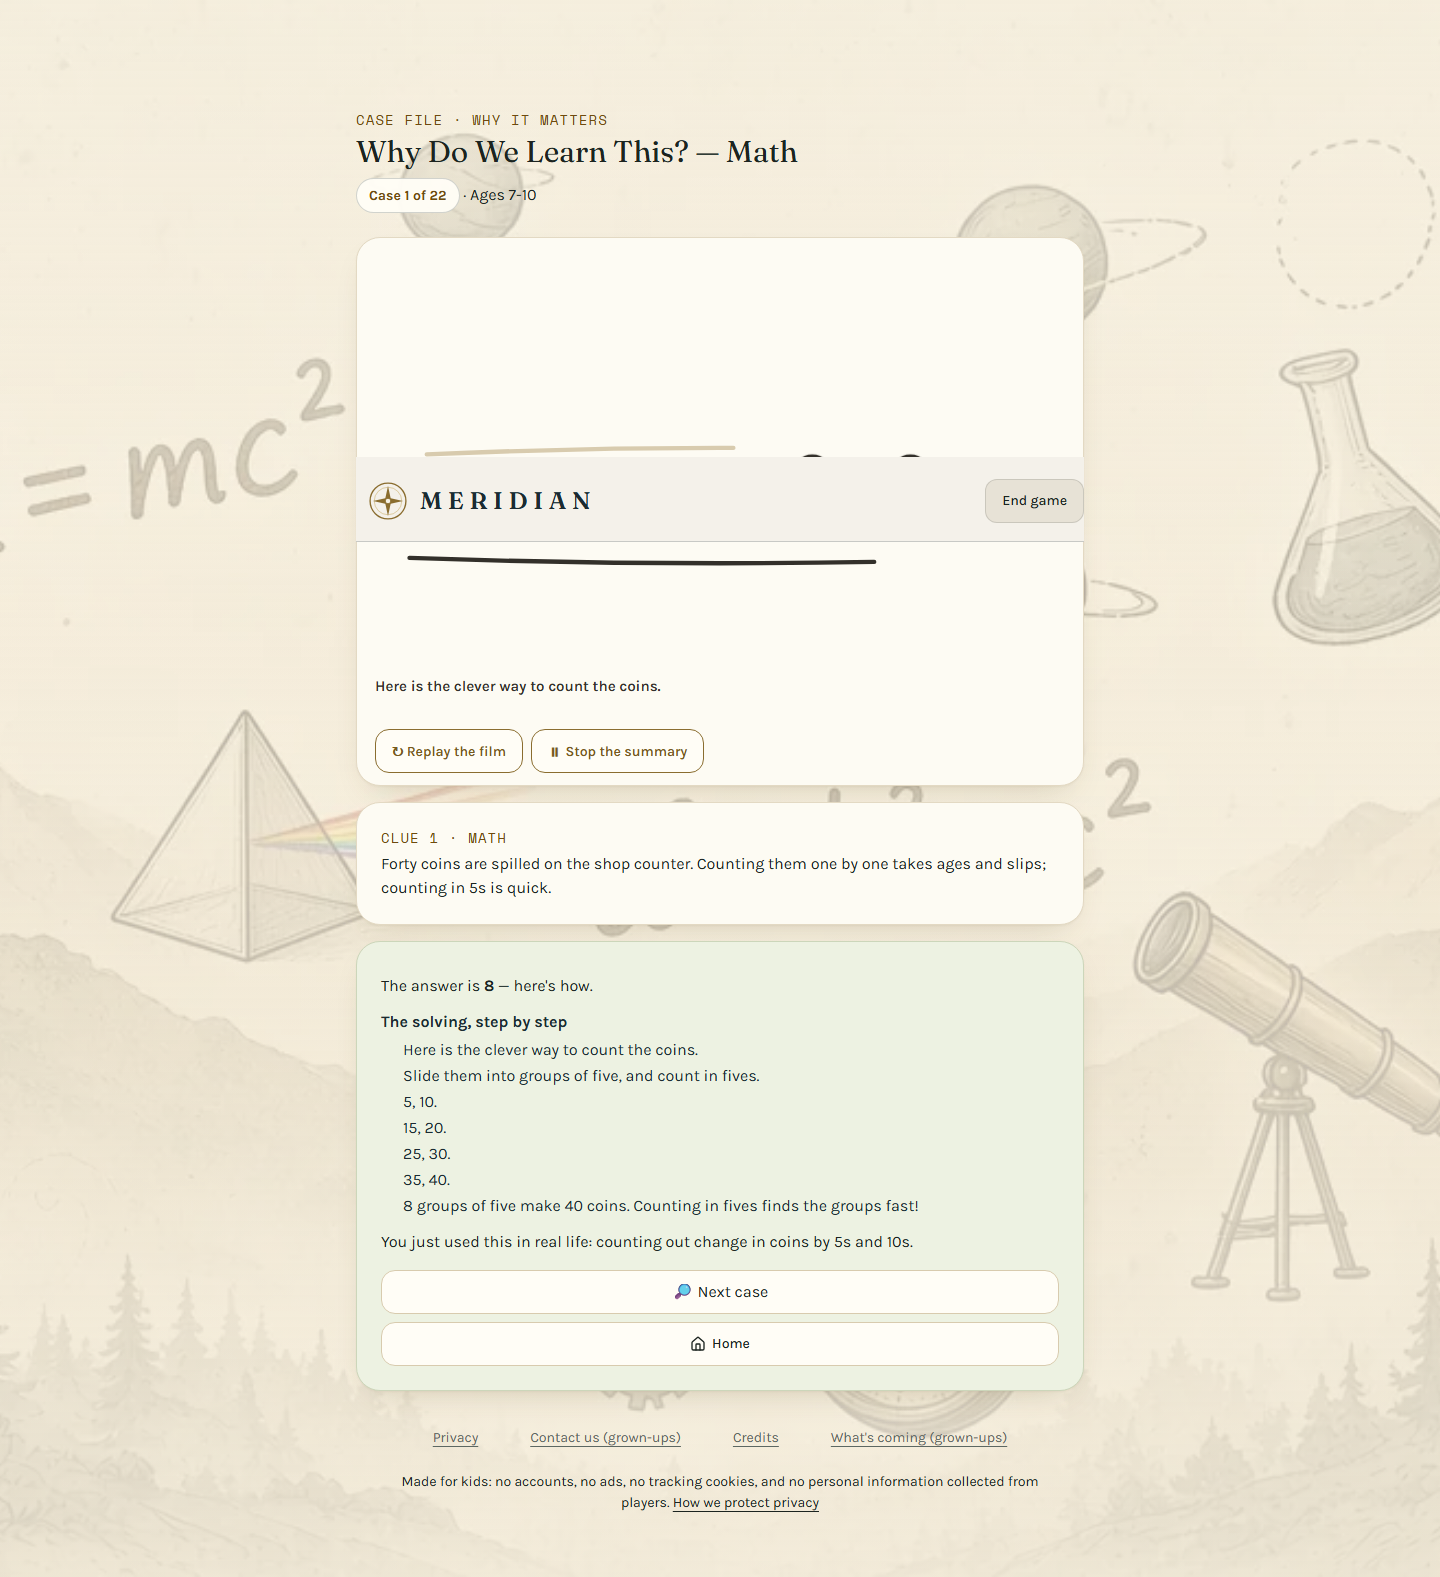 CASE FILE · WHY IT MATTERS
Why Do We Learn This? — Math
Case 1 of 22 · Ages 7-10
= mc²
MERIDIAN
End game
Here is the clever way to count the coins.
↻ Replay the film
⏸ Stop the summary
CLUE 1 · MATH
Forty coins are spilled on the shop counter. Counting them one by one takes ages and slips;
counting in 5s is quick.
The answer is 8 — here's how.
The solving, step by step
Here is the clever way to count the coins.
Slide them into groups of five, and count in fives.
5, 10.
15, 20.
25, 30.
35, 40.
8 groups of five make 40 coins. Counting in fives finds the groups fast!
You just used this in real life: counting out change in coins by 5s and 10s.
🔎 Next case
Home
Privacy
Contact us (grown-ups)
Credits
What's coming (grown-ups)
Made for kids: no accounts, no ads, no tracking cookies, and no personal information collected from
players. How we protect privacy